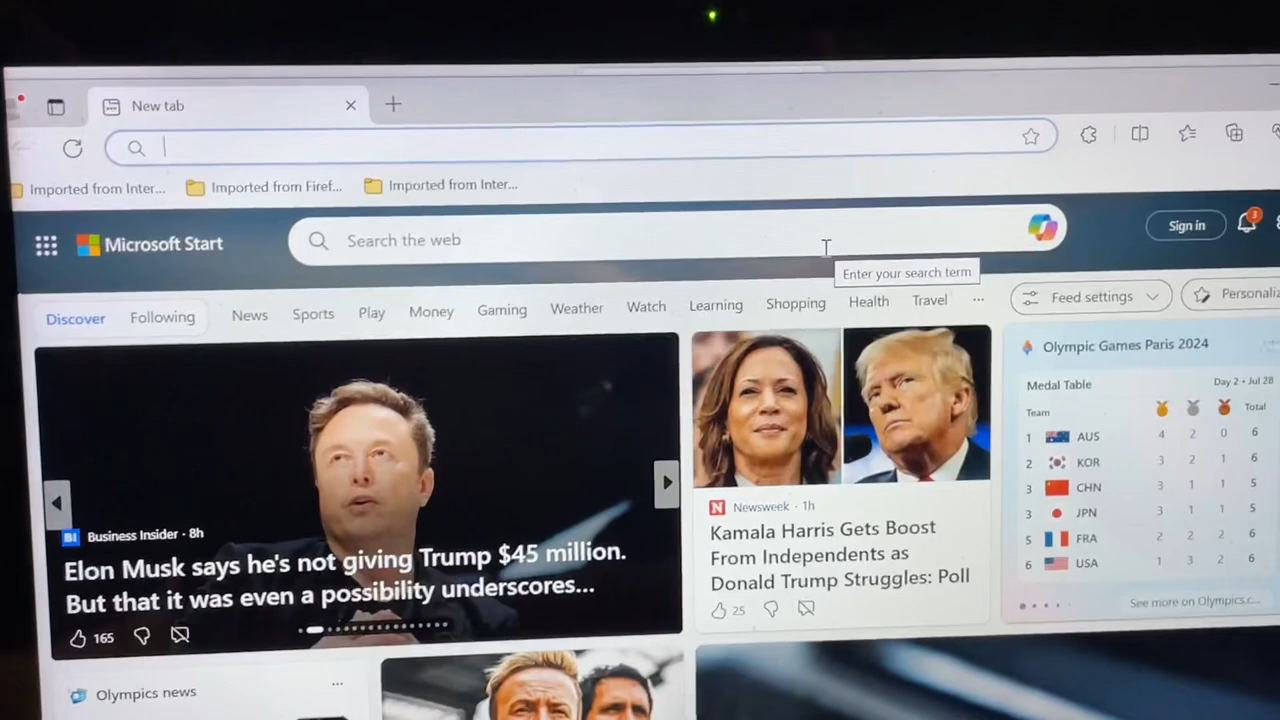 New tab
Imported from Inter...
Imported from Firef...
Imported from Inter...
Microsoft Start
Search the web
Sign in
3
Enter your search term
Discover
Following
News
Sports
Play
Money
Gaming
Weather
Watch
Learning
Shopping
Health
Travel
...
Feed settings
BI Business Insider · 8h
Elon Musk says he's not giving Trump $45 million.
But that it was even a possibility underscores...
165
N Newsweek · 1h
Kamala Harris Gets Boost
From Independents as
Donald Trump Struggles: Poll
25
Olympic Games Paris 2024
Medal Table Day 2 • Jul 28
Team Total
1 AUS 4 2 0 6
2 KOR 3 2 1 6
3 CHN 3 1 1 5
3 JPN 3 1 1 5
5 FRA 2 2 2 6
6 USA 1 3 2 6
See more on Olympics.c...
Olympics news
...